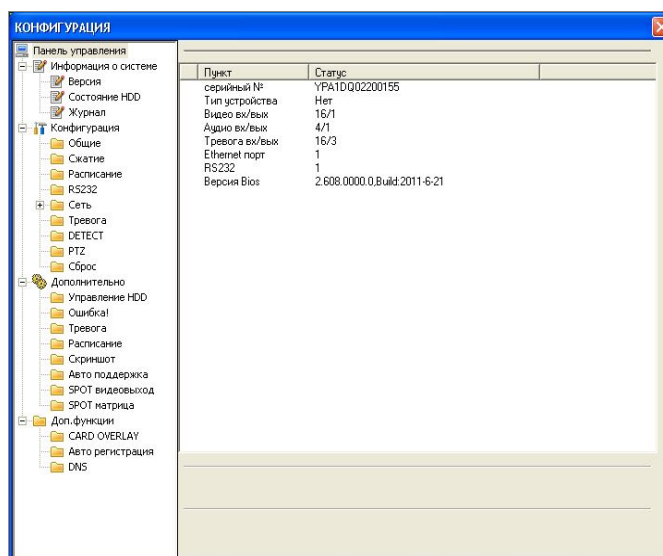 КОНФИГУРАЦИЯ
Панель управления
Информация о системе
Версия
Состояние HDD
Журнал
Конфигурация
Общие
Сжатие
Расписание
RS232
Сеть
Тревога
DETECT
PTZ
Сброс
Дополнительно
Управление HDD
Ошибка!
Тревога
Расписание
Скриншот
Авто поддержка
SPOT видеовыход
SPOT матрица
Доп.функции
CARD OVERLAY
Авто регистрация
DNS
Пункт Статус
серийный № YPA1DQ02200155
Тип устройства Нет
Видео вх/вых 16/1
Аудио вх/вых 4/1
Тревога вх/вых 16/3
Ethernet порт 1
RS232 1
Версия Bios 2.608.0000.0,Build:2011-6-21